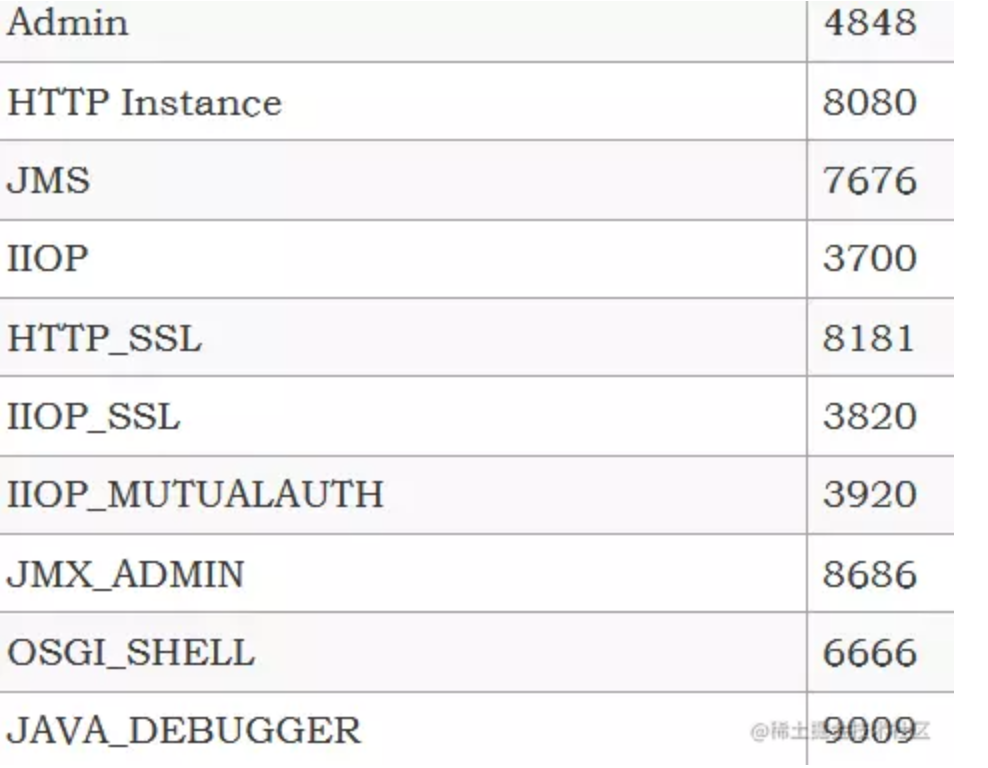 Admin 4848
HTTP Instance 8080
JMS 7676
IIOP 3700
HTTP_SSL 8181
IIOP_SSL 3820
IIOP_MUTUALAUTH 3920
JMX_ADMIN 8686
OSGI_SHELL 6666
JAVA_DEBUGGER 9009
@稀土掘金技术社区